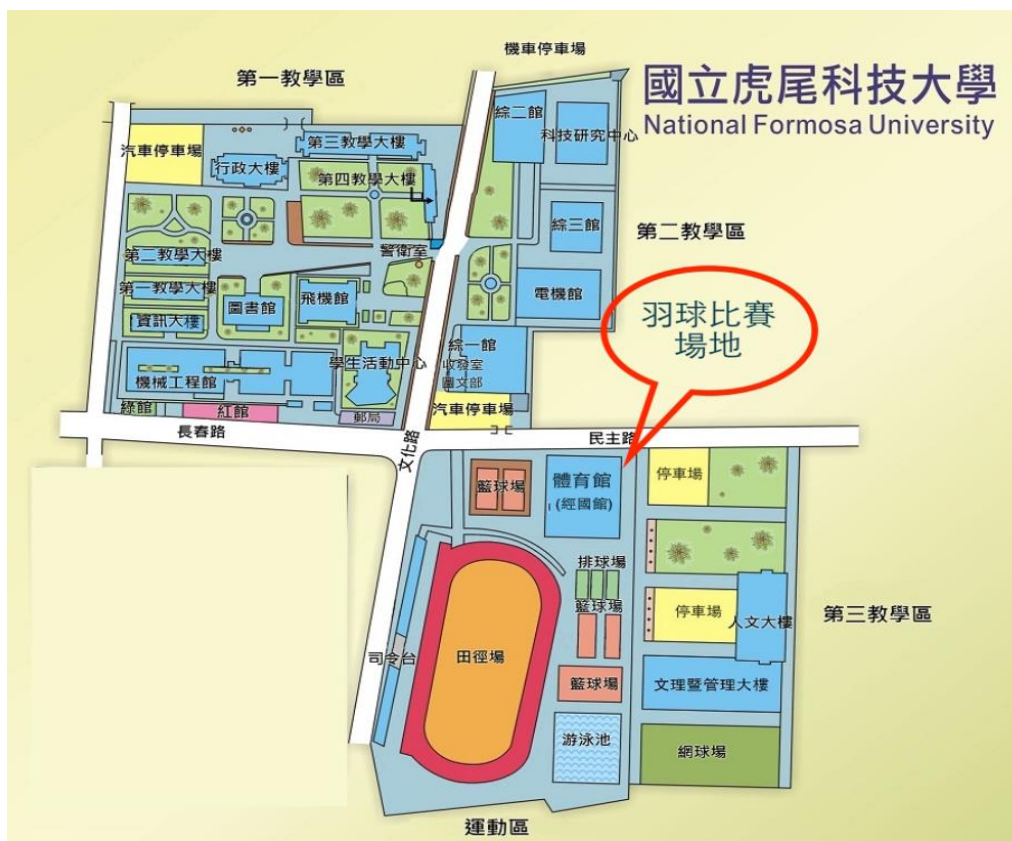 機車停車場
國立虎尾科技大學
National Formosa University
第一教學區
綜二館
科技研究中心
汽車停車場
第三教學大樓
行政大樓
第四教學大樓
綜三館
第二教學區
警衛室
第二教學大樓
第一教學大樓
圖書館
飛機館
電機館
資訊大樓
羽球比賽
場地
綜一館
收發室
圖文部
學生活動中心
機械工程館
綠館
紅館
郵局
汽車停車場
長春路
文化路
民主路
籃球場
體育館
(經國館)
停車場
排球場
籃球場
停車場
人文大樓
第三教學區
司令台
田徑場
籃球場
文理暨管理大樓
游泳池
網球場
運動區